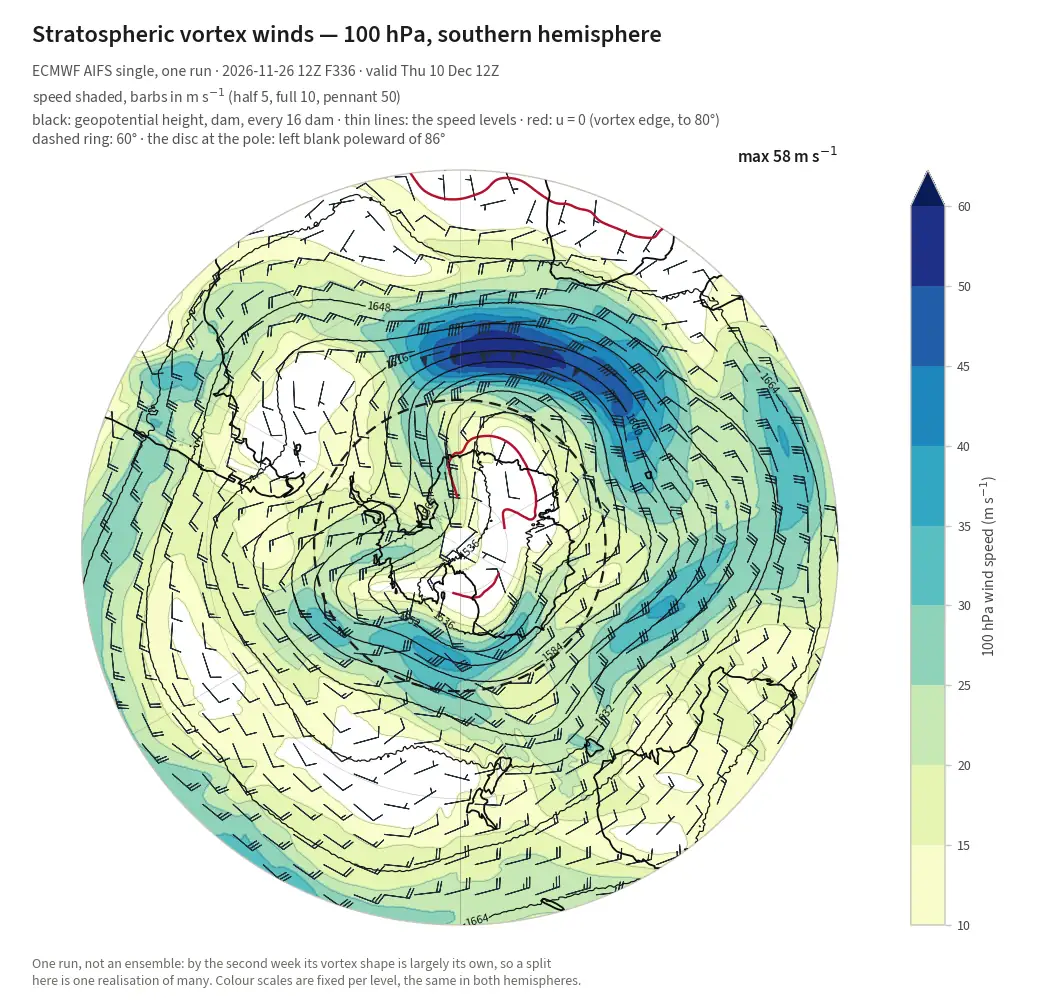 Stratospheric vortex winds — 100 hPa, southern hemisphere
ECMWF AIFS single, one run · 2026-11-26 12Z F336 · valid Thu 10 Dec 12Z
speed shaded, barbs in m s⁻¹ (half 5, full 10, pennant 50)
black: geopotential height, dam, every 16 dam · thin lines: the speed levels · red: u = 0 (vortex edge, to 80°)
dashed ring: 60° · the disc at the pole: left blank poleward of 86°
max 58 m s⁻¹
60
50
45
40
35
30
25
20
15
10
100 hPa wind speed (m s⁻¹)
1648
1664
1536
1536
1584
1632
1664
One run, not an ensemble: by the second week its vortex shape is largely its own, so a split
here is one realisation of many. Colour scales are fixed per level, the same in both hemispheres.